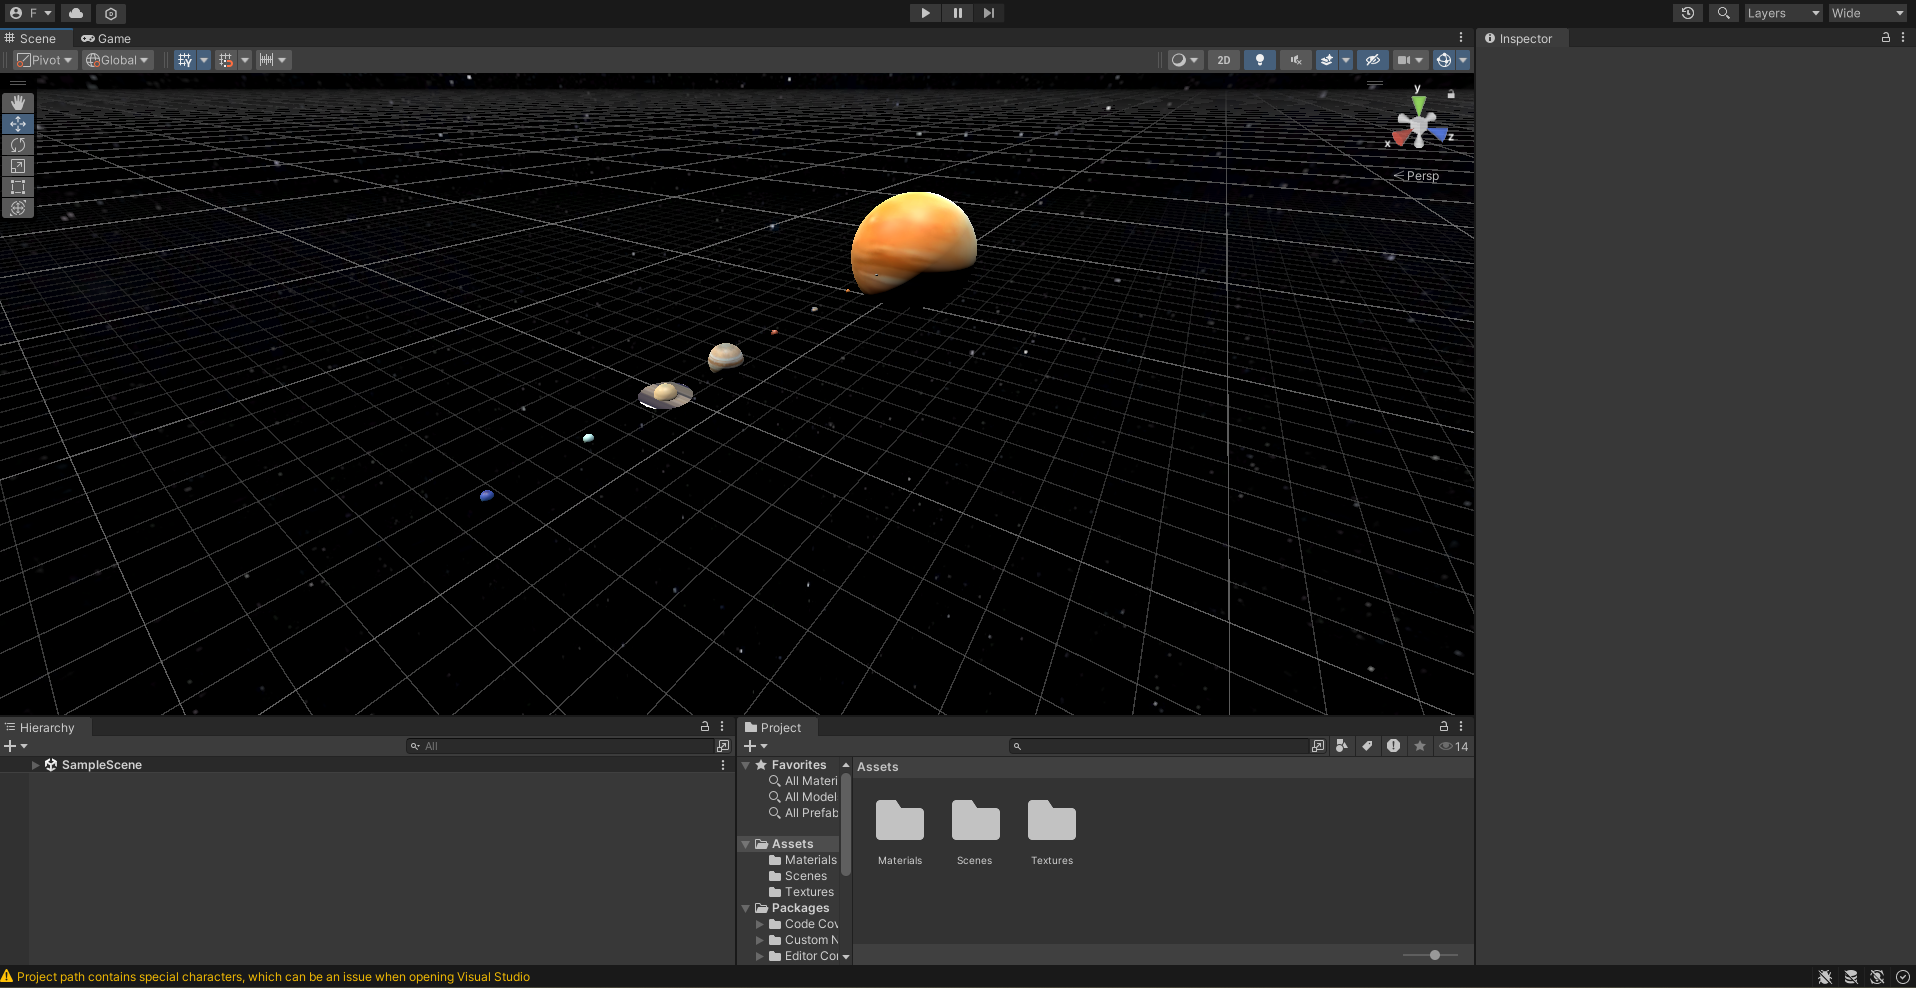 F
Layers
Wide
Scene
Game
Inspector
Pivot
Global
2D
y
x
z
Persp
Hierarchy
All
SampleScene
Project
14
Favorites
All Materi
All Model
All Prefab
Assets
Materials
Scenes
Textures
Packages
Code Cov
Custom N
Editor Cor
Assets
Materials
Scenes
Textures
Project path contains special characters, which can be an issue when opening Visual Studio